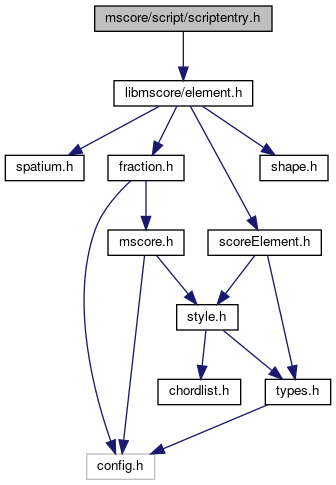 mscore/script/scriptentry.h
libmscore/element.h
spatium.h
fraction.h
shape.h
mscore.h
scoreElement.h
style.h
chordlist.h
types.h
config.h